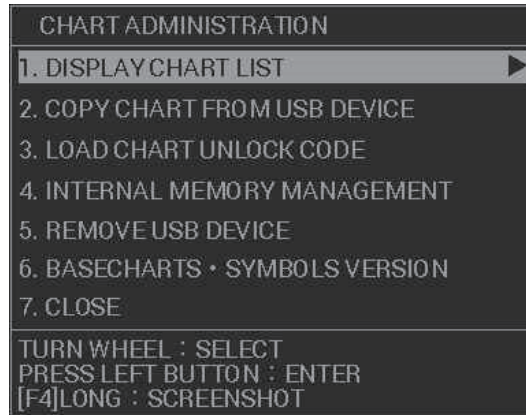 CHART ADMINISTRATION
1. DISPLAY CHART LIST
2. COPY CHART FROM USB DEVICE
3. LOAD CHART UNLOCK CODE
4. INTERNAL MEMORY MANAGEMENT
5. REMOVE USB DEVICE
6. BASECHARTS・SYMBOLS VERSION
7. CLOSE
TURN WHEEL : SELECT
PRESS LEFT BUTTON : ENTER
[F4]LONG : SCREENSHOT